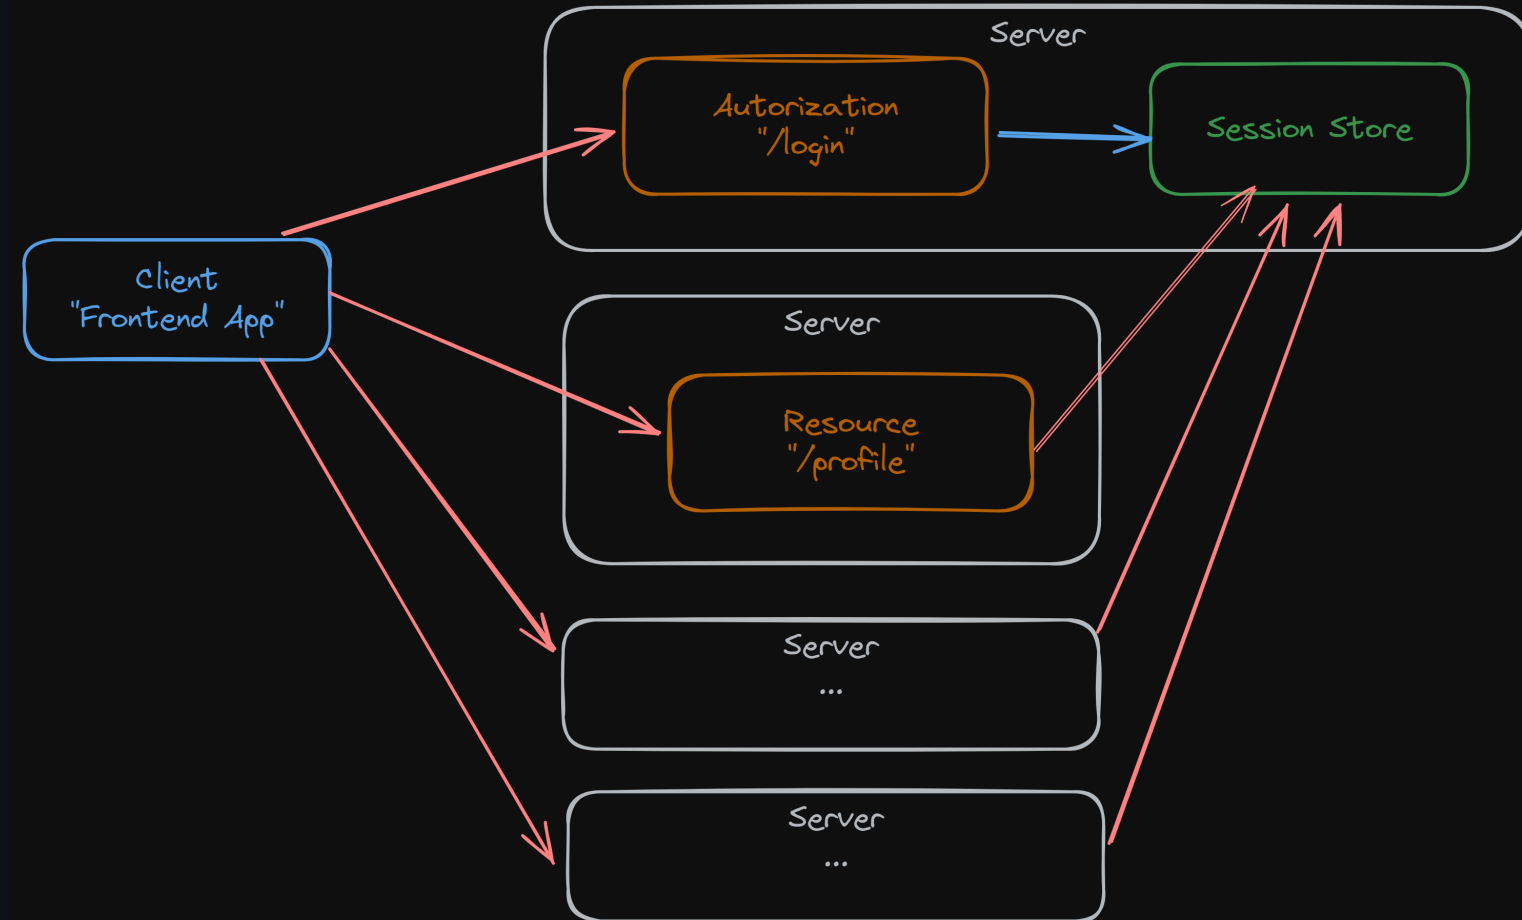 Server
Autorization
"/login"
Session Store
Client
"Frontend App"
Server
Resource
"/profile"
Server
...
Server
...